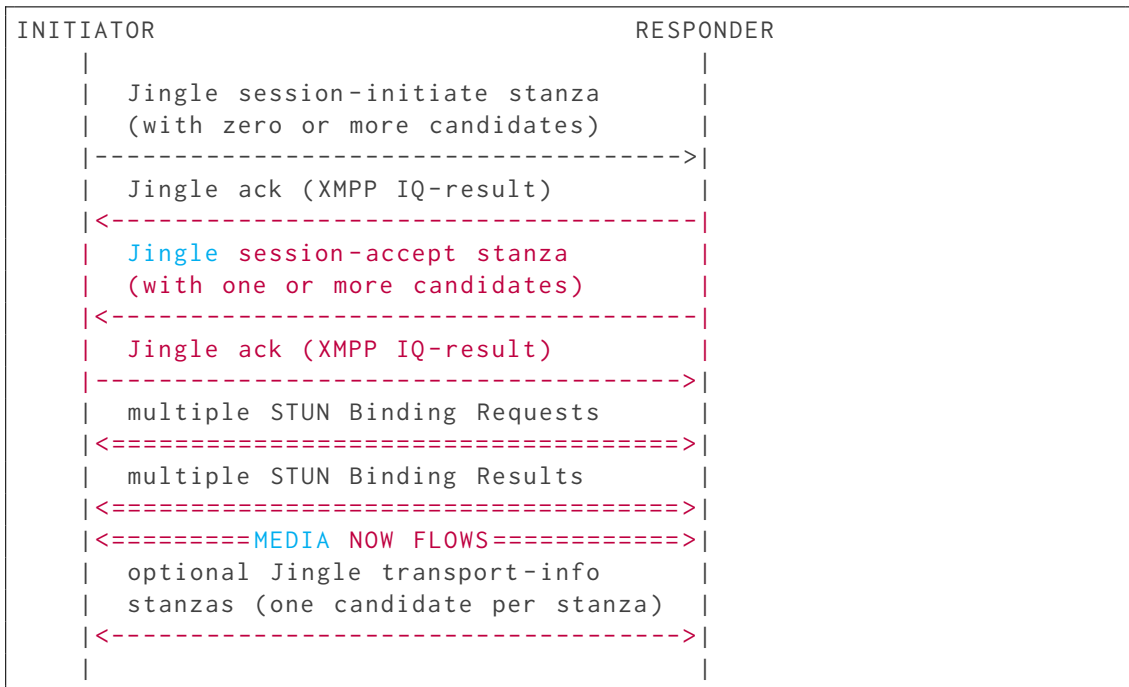 INITIATOR                              RESPONDER
    |                                      |
    |  Jingle session-initiate stanza      |
    |  (with zero or more candidates)      |
    |------------------------------------->|
    |  Jingle ack (XMPP IQ-result)         |
    |<-------------------------------------|
    |  Jingle session-accept stanza        |
    |  (with one or more candidates)       |
    |<-------------------------------------|
    |  Jingle ack (XMPP IQ-result)         |
    |------------------------------------->|
    |  multiple STUN Binding Requests      |
    |<====================================>|
    |  multiple STUN Binding Results       |
    |<====================================>|
    |<=========MEDIA NOW FLOWS============>|
    |  optional Jingle transport-info      |
    |  stanzas (one candidate per stanza)  |
    |<------------------------------------>|
    |                                      |